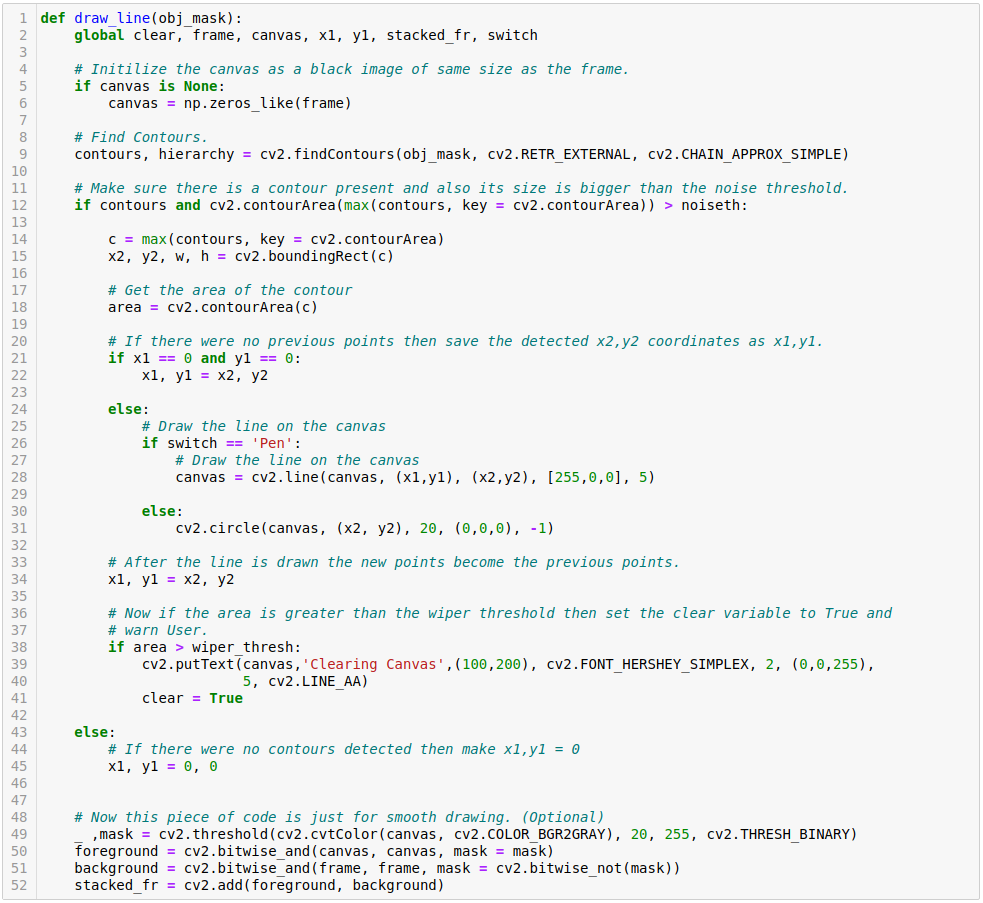 1 def draw_line(obj_mask):
2     global clear, frame, canvas, x1, y1, stacked_fr, switch
3
4     # Initilize the canvas as a black image of same size as the frame.
5     if canvas is None:
6         canvas = np.zeros_like(frame)
7
8     # Find Contours.
9     contours, hierarchy = cv2.findContours(obj_mask, cv2.RETR_EXTERNAL, cv2.CHAIN_APPROX_SIMPLE)
10
11     # Make sure there is a contour present and also its size is bigger than the noise threshold.
12     if contours and cv2.contourArea(max(contours, key = cv2.contourArea)) > noiseth:
13
14         c = max(contours, key = cv2.contourArea)
15         x2, y2, w, h = cv2.boundingRect(c)
16
17         # Get the area of the contour
18         area = cv2.contourArea(c)
19
20         # If there were no previous points then save the detected x2,y2 coordinates as x1,y1.
21         if x1 == 0 and y1 == 0:
22             x1, y1 = x2, y2
23
24         else:
25             # Draw the line on the canvas
26             if switch == 'Pen':
27                 # Draw the line on the canvas
28                 canvas = cv2.line(canvas, (x1,y1), (x2,y2), [255,0,0], 5)
29
30             else:
31                 cv2.circle(canvas, (x2, y2), 20, (0,0,0), -1)
32
33         # After the line is drawn the new points become the previous points.
34         x1, y1 = x2, y2
35
36         # Now if the area is greater than the wiper threshold then set the clear variable to True and
37         # warn User.
38         if area > wiper_thresh:
39             cv2.putText(canvas,'Clearing Canvas',(100,200), cv2.FONT_HERSHEY_SIMPLEX, 2, (0,0,255),
40                         5, cv2.LINE_AA)
41             clear = True
42
43     else:
44         # If there were no contours detected then make x1,y1 = 0
45         x1, y1 = 0, 0
46
47
48     # Now this piece of code is just for smooth drawing. (Optional)
49     _ ,mask = cv2.threshold(cv2.cvtColor(canvas, cv2.COLOR_BGR2GRAY), 20, 255, cv2.THRESH_BINARY)
50     foreground = cv2.bitwise_and(canvas, canvas, mask = mask)
51     background = cv2.bitwise_and(frame, frame, mask = cv2.bitwise_not(mask))
52     stacked_fr = cv2.add(foreground, background)